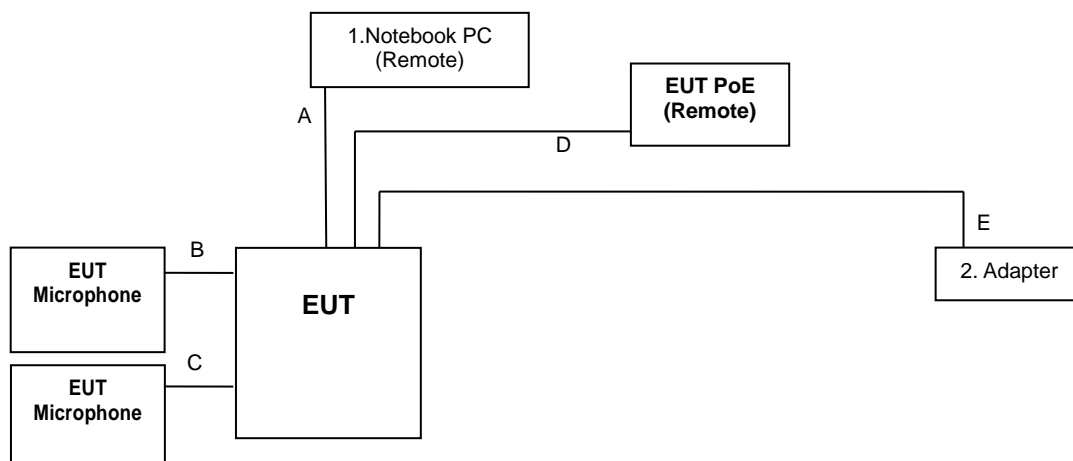 1.Notebook PC
(Remote)
A
EUT PoE
(Remote)
D
E
2. Adapter
B
EUT
Microphone
EUT
C
EUT
Microphone